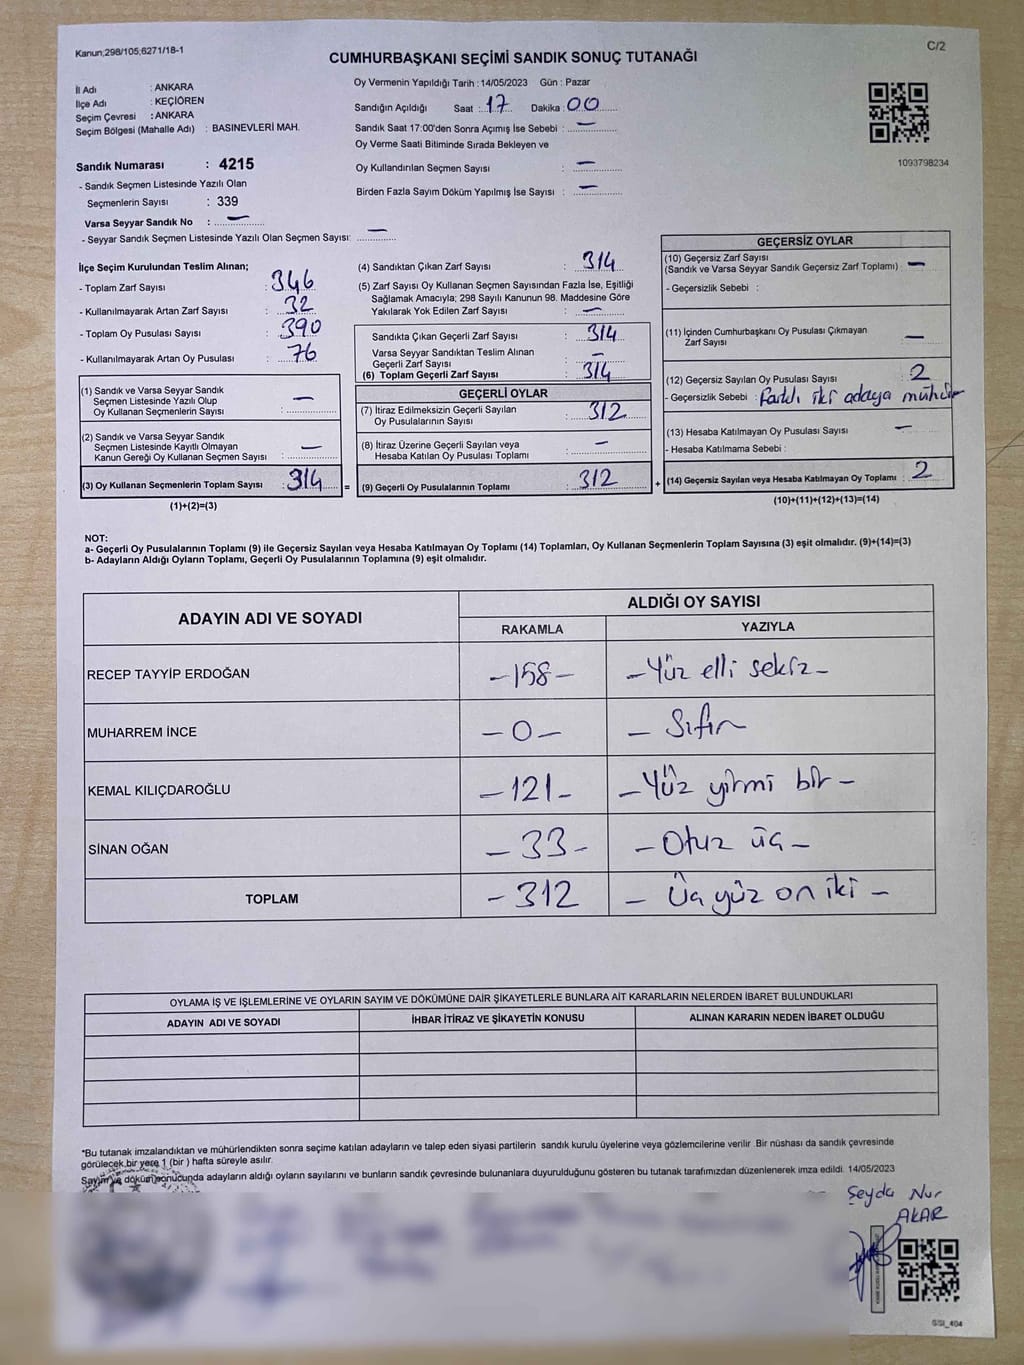 Kanun;298/105;6271/18-1
C/2
CUMHURBAŞKANI SEÇİMİ SANDIK SONUÇ TUTANAĞI
İl Adı : ANKARA
İlçe Adı : KEÇİÖREN
Seçim Çevresi : ANKARA
Seçim Bölgesi (Mahalle Adı) : BASINEVLERİ MAH.
Sandık Numarası : 4215
- Sandık Seçmen Listesinde Yazılı Olan
Seçmenlerin Sayısı : 339
Varsa Seyyar Sandık No : —
- Seyyar Sandık Seçmen Listesinde Yazılı Olan Seçmen Sayısı: —
Oy Vermenin Yapıldığı Tarih : 14/05/2023 Gün : Pazar
Sandığın Açıldığı Saat : 17 Dakika : 00
Sandık Saat 17:00'den Sonra Açımış İse Sebebi : —
Oy Verme Saati Bitiminde Sırada Bekleyen ve
Oy Kullandırılan Seçmen Sayısı : —
Birden Fazla Sayım Döküm Yapılmış İse Sayısı : —
1093798234
İlçe Seçim Kurulundan Teslim Alınan;
- Toplam Zarf Sayısı : 346
- Kullanılmayarak Artan Zarf Sayısı : 32
- Toplam Oy Pusulası Sayısı : 390
- Kullanılmayarak Artan Oy Pusulası : 76
(1) Sandık ve Varsa Seyyar Sandık
Seçmen Listesinde Yazılı Olup
Oy Kullanan Seçmenlerin Sayısı : —
(2) Sandık ve Varsa Seyyar Sandık
Seçmen Listesinde Kayıtlı Olmayan
Kanun Gereği Oy Kullanan Seçmen Sayısı : —
(3) Oy Kullanan Seçmenlerin Toplam Sayısı : 314
(1)+(2)=(3)
=
(4) Sandıktan Çıkan Zarf Sayısı : 314
(5) Zarf Sayısı Oy Kullanan Seçmen Sayısından Fazla İse, Eşitliği
Sağlamak Amacıyla; 298 Sayılı Kanunun 98. Maddesine Göre
Yakılarak Yok Edilen Zarf Sayısı : —
Sandıkta Çıkan Geçerli Zarf Sayısı : 314
Varsa Seyyar Sandıktan Teslim Alınan
Geçerli Zarf Sayısı : —
(6) Toplam Geçerli Zarf Sayısı : 314
GEÇERLİ OYLAR
(7) İtiraz Edilmeksizin Geçerli Sayılan
Oy Pusulalarının Sayısı : 312
(8) İtiraz Üzerine Geçerli Sayılan veya
Hesaba Katılan Oy Pusulası Toplamı : —
(9) Geçerli Oy Pusulalarının Toplamı : 312
+
GEÇERSİZ OYLAR
(10) Geçersiz Zarf Sayısı
(Sandık ve Varsa Seyyar Sandık Geçersiz Zarf Toplamı) : —
- Geçersizlik Sebebi :
(11) İçinden Cumhurbaşkanı Oy Pusulası Çıkmayan
Zarf Sayısı —
(12) Geçersiz Sayılan Oy Pusulası Sayısı : 2
- Geçersizlik Sebebi : Farklı iki adaya mühür
(13) Hesaba Katılmayan Oy Pusulası Sayısı : —
- Hesaba Katılmama Sebebi :
(14) Geçersiz Sayılan veya Hesaba Katılmayan Oy Toplamı : 2
(10)+(11)+(12)+(13)=(14)
NOT:
a- Geçerli Oy Pusulalarının Toplamı (9) ile Geçersiz Sayılan veya Hesaba Katılmayan Oy Toplamı (14) Toplamları, Oy Kullanan Seçmenlerin Toplam Sayısına (3) eşit olmalıdır. (9)+(14)=(3)
b- Adayların Aldığı Oyların Toplamı, Geçerli Oy Pusulalarının Toplamına (9) eşit olmalıdır.
ADAYIN ADI VE SOYADI
ALDIĞI OY SAYISI
RAKAMLA YAZIYLA
RECEP TAYYİP ERDOĞAN –158– –Yüz elli sekiz–
MUHARREM İNCE –0– –Sıfır
KEMAL KILIÇDAROĞLU –121– –Yüz yirmi bir–
SİNAN OĞAN –33– –Otuz üç–
TOPLAM –312 – Üç yüz on iki –
OYLAMA İŞ VE İŞLEMLERİNE VE OYLARIN SAYIM VE DÖKÜMÜNE DAİR ŞİKAYETLERLE BUNLARA AİT KARARLARIN NELERDEN İBARET BULUNDUKLARI
ADAYIN ADI VE SOYADI İHBAR İTİRAZ VE ŞİKAYETİN KONUSU ALINAN KARARIN NEDEN İBARET OLDUĞU
*Bu tutanak imzalandıktan ve mühürlendikten sonra seçime katılan adayların ve talep eden siyasi partilerin sandık kurulu üyelerine veya gözlemcilerine verilir .Bir nüshası da sandık çevresinde
görülecek bir yere 1 (bir ) hafta süreyle asılır.
Sayım ve döküm sonucunda adayların aldığı oyların sayılarını ve bunların sandık çevresinde bulunanlara duyurulduğunu gösteren bu tutanak tarafımızdan düzenlenerek imza edildi. 14/05/2023
Şeyda Nur
AKAR
SSI_404